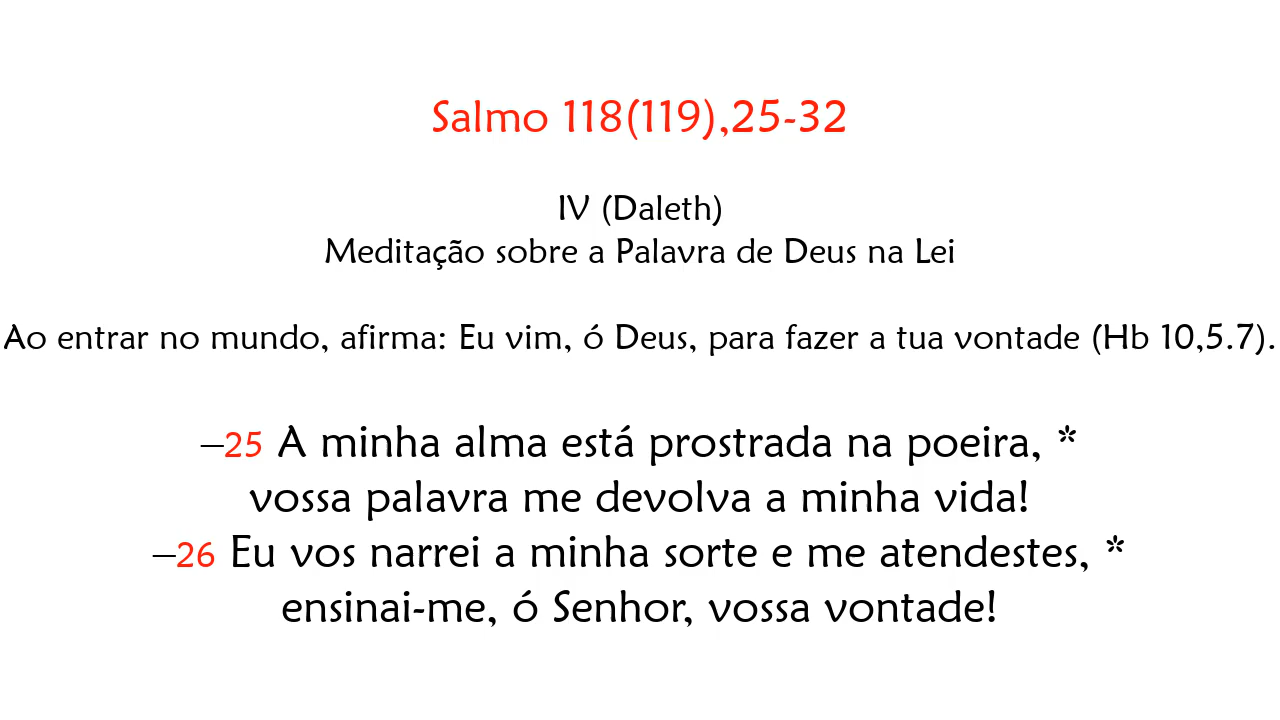 Salmo 118(119),25-32
IV (Daleth)
Meditação sobre a Palavra de Deus na Lei
Ao entrar no mundo, afirma: Eu vim, ó Deus, para fazer a tua vontade (Hb 10,5.7).
–25 A minha alma está prostrada na poeira, *
vossa palavra me devolva a minha vida!
–26 Eu vos narrei a minha sorte e me atendestes, *
ensinai-me, ó Senhor, vossa vontade!